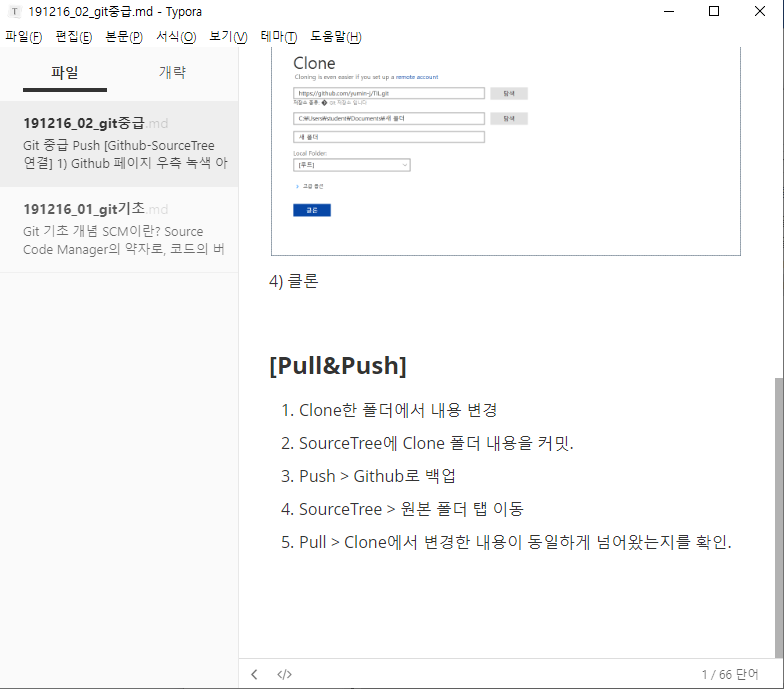 191216_02_git중급.md - Typora
파일(F) 편집(E) 본문(P) 서식(O) 보기(V) 테마(T) 도움말(H)
파일 개략
191216_02_git중급.md
Git 중급 Push [Github-SourceTree
연결] 1) Github 페이지 우측 녹색 아
191216_01_git기초.md
Git 기초 개념 SCM이란? Source
Code Manager의 약자로, 코드의 버
Clone
Cloning is even easier if you set up a remote account
https://github.com/yumin-j/TIL.git 탐색
저장소 종류: Git 저장소 입니다
C:₩Users₩student₩Documents₩새 폴더 탐색
새 폴더
Local Folder:
[루트]
고급 옵션
클론
4) 클론
[Pull&Push]
1. Clone한 폴더에서 내용 변경
2. SourceTree에 Clone 폴더 내용을 커밋.
3. Push > Github로 백업
4. SourceTree > 원본 폴더 탭 이동
5. Pull > Clone에서 변경한 내용이 동일하게 넘어왔는지를 확인.
1 / 66 단어